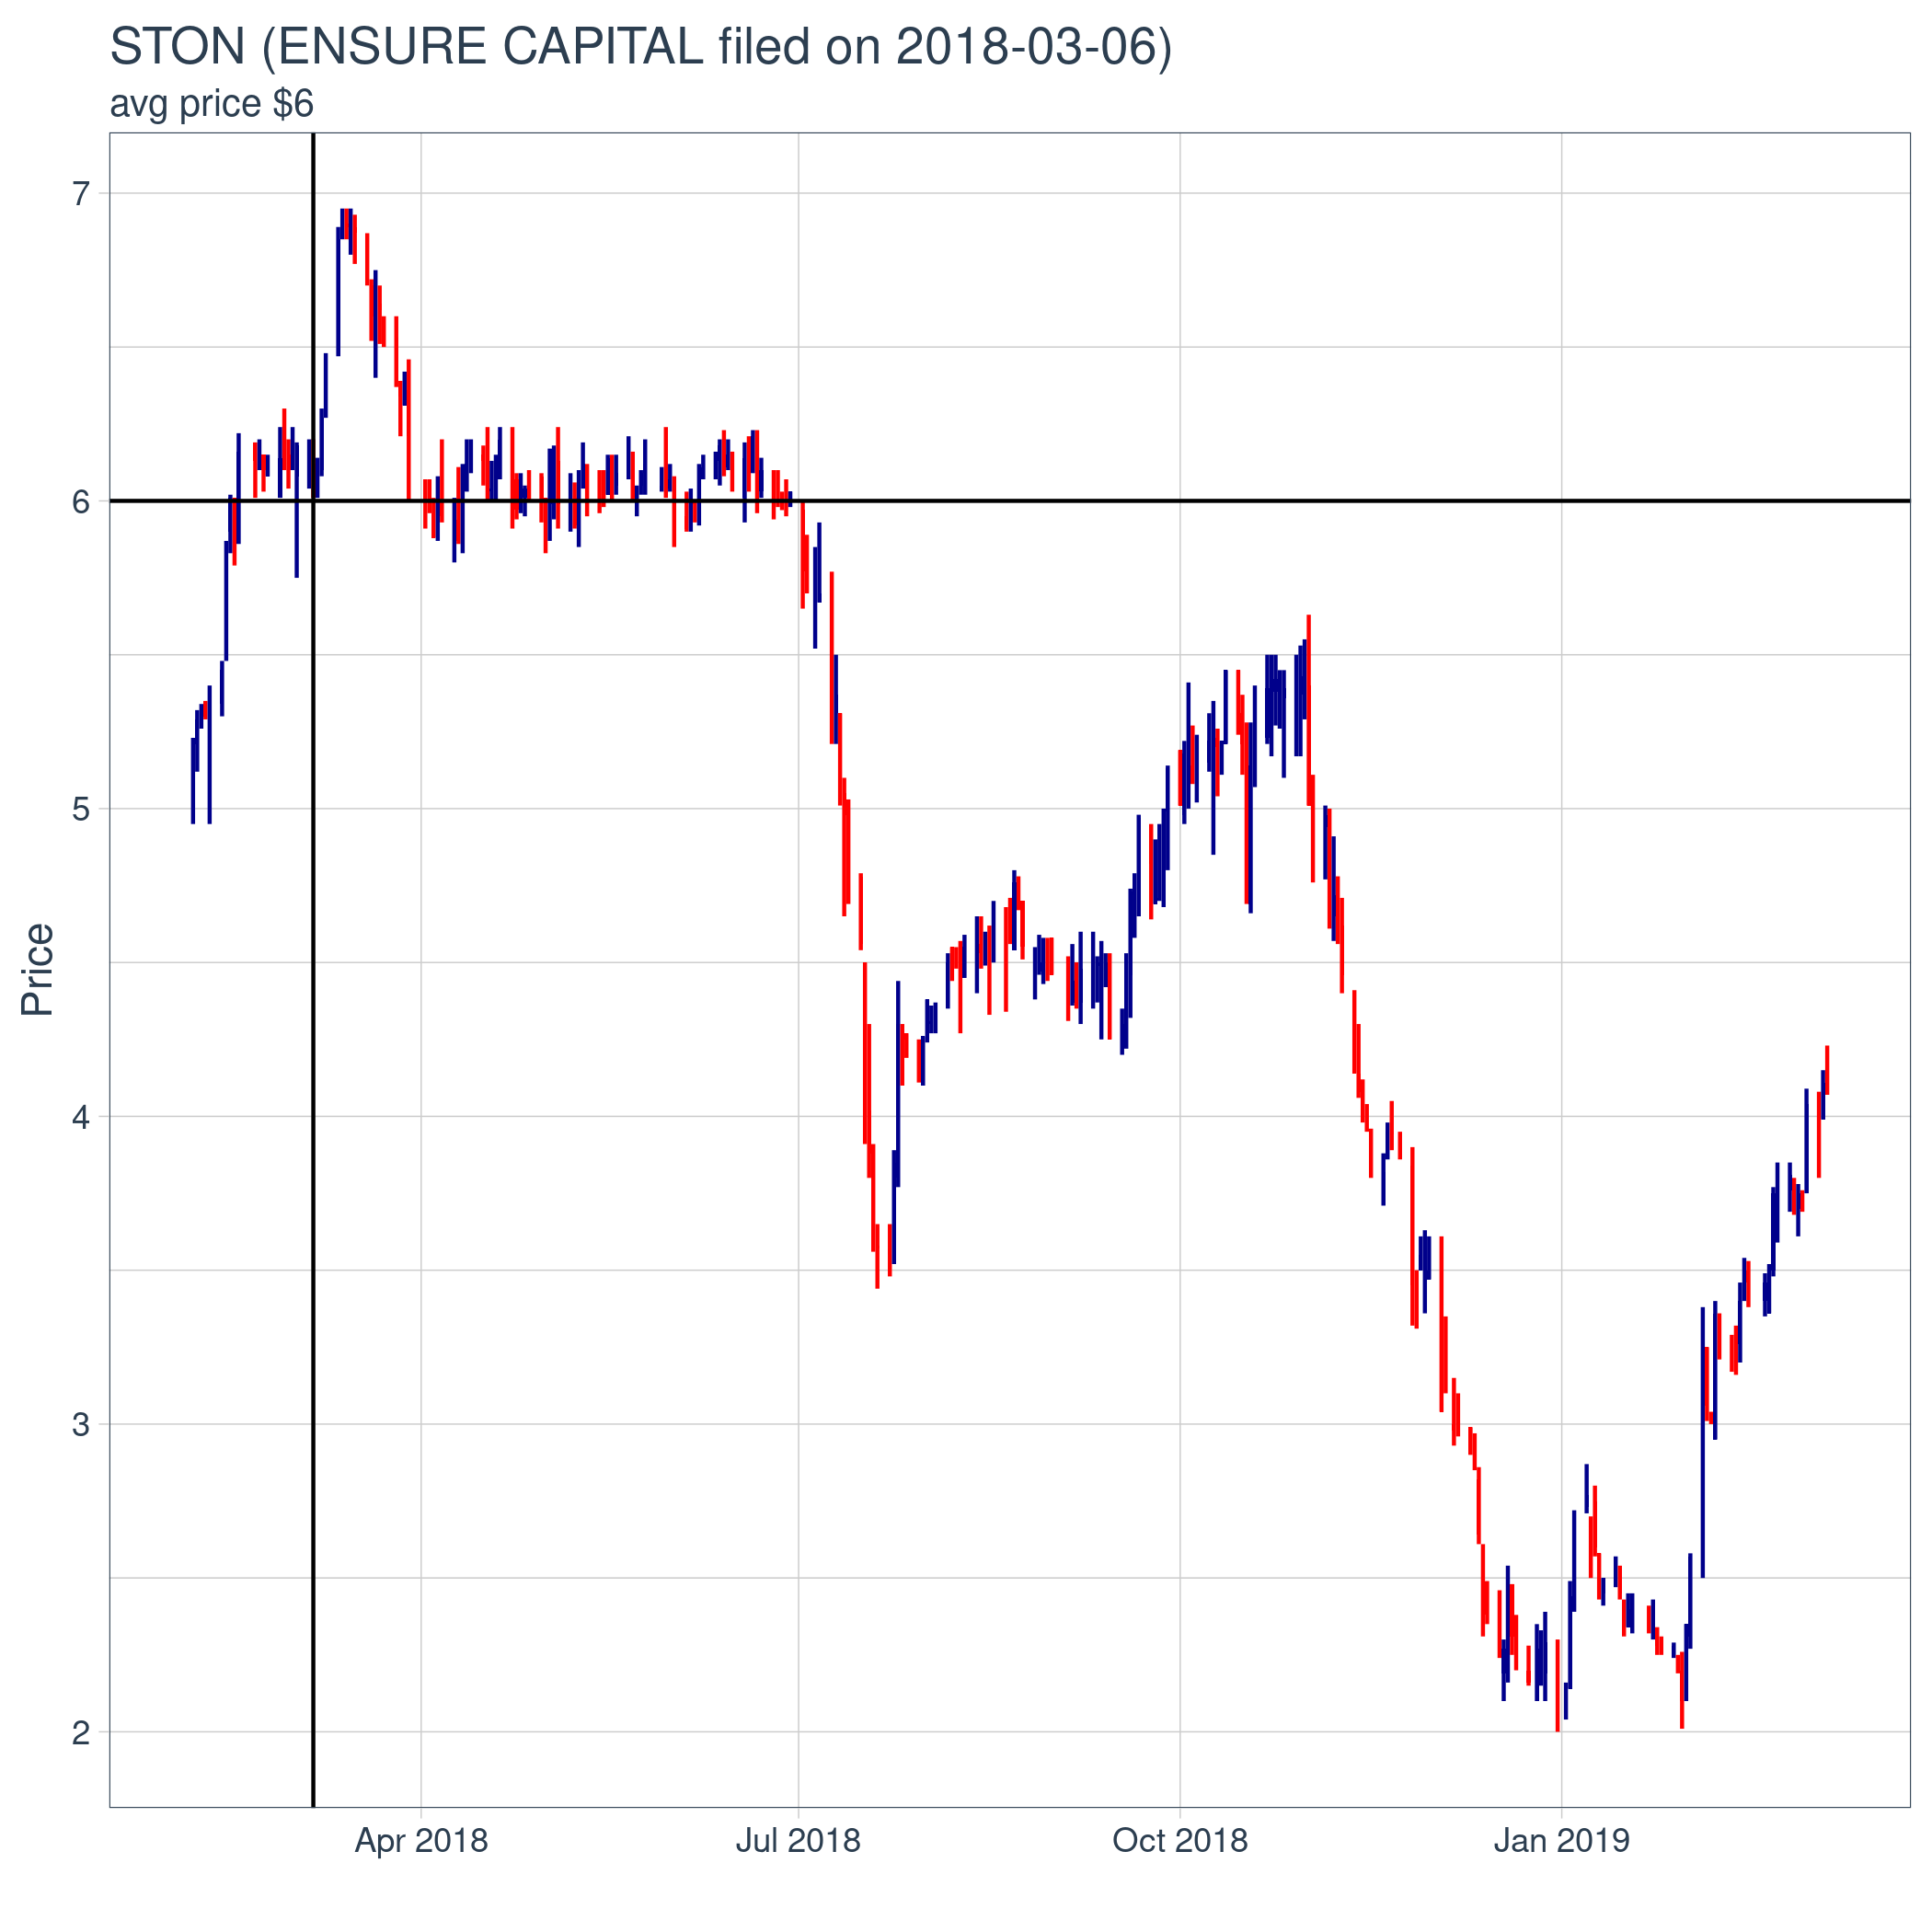 STON (ENSURE CAPITAL filed on 2018-03-06)
avg price $6
7
6
5
4
3
2
Price
Apr 2018
Jul 2018
Oct 2018
Jan 2019